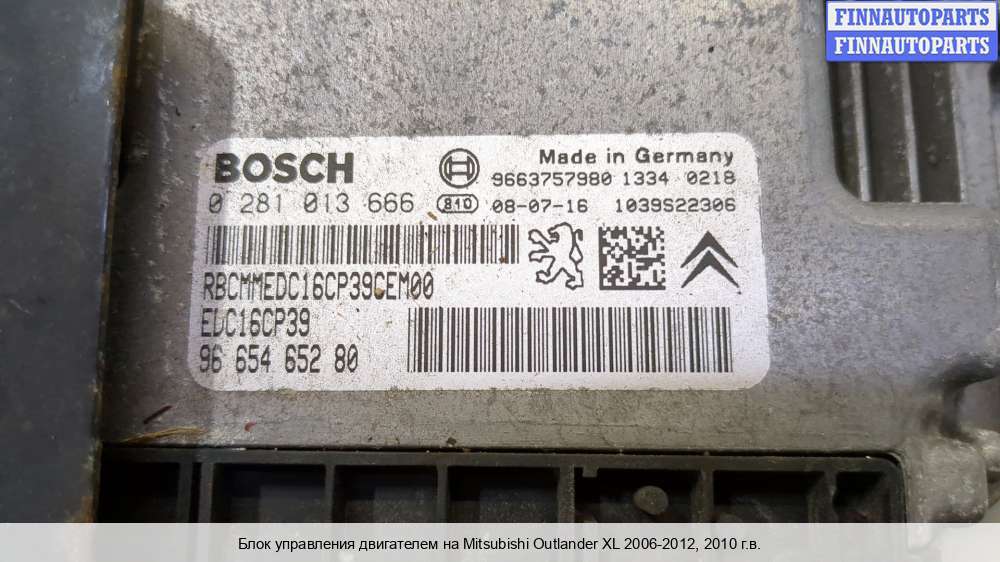 FINNAUTOPARTS
FINNAUTOPARTS
BOSCH
Made in Germany
9663757980 1334 0218
0 281 013 666 810 08-07-16 1039S22306
RBCMMEDC16CP39CEM00
EDC16CP39
96 654 652 80
Блок управления двигателем на Mitsubishi Outlander XL 2006-2012, 2010 г.в.